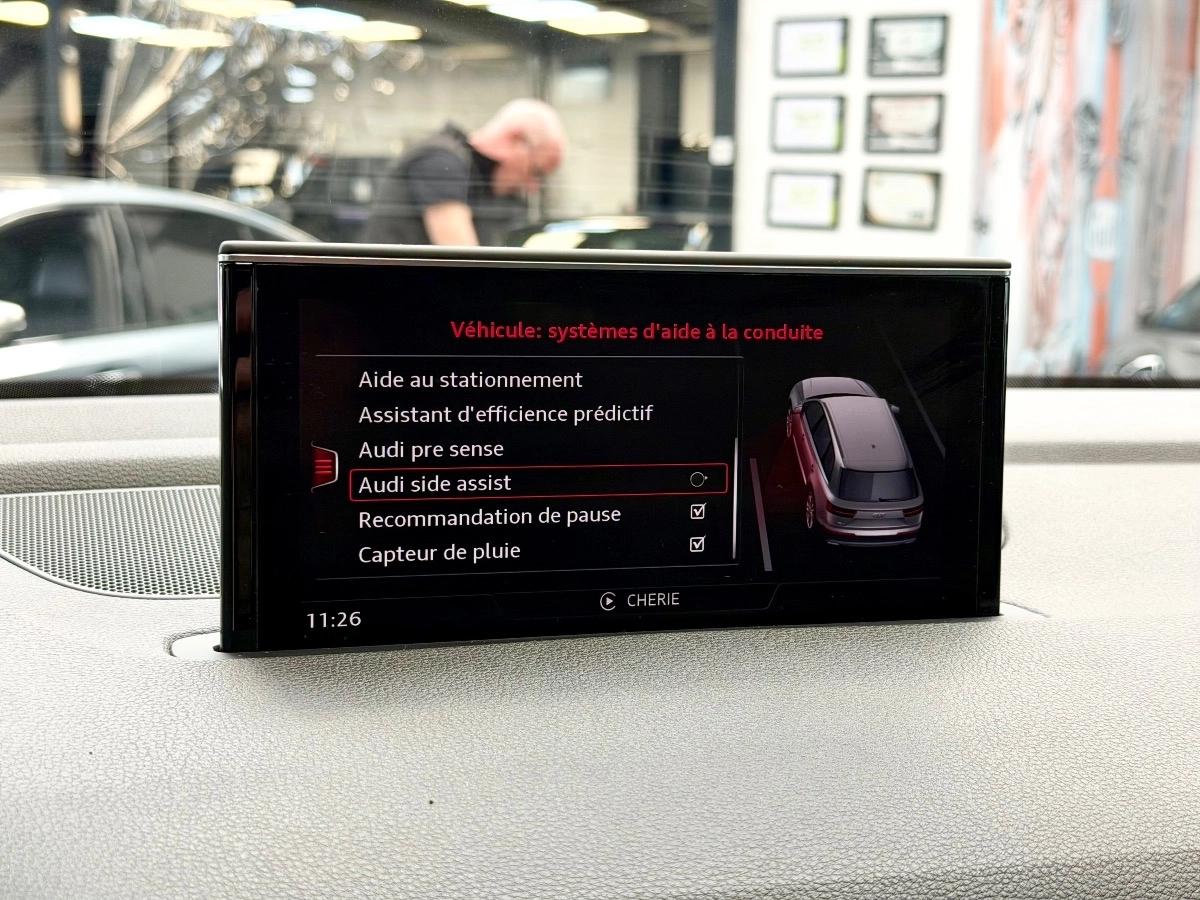 Véhicule: systèmes d'aide à la conduite
Aide au stationnement
Assistant d'efficience prédictif
Audi pre sense
Audi side assist
Recommandation de pause
Capteur de pluie
CHERIE
11:26